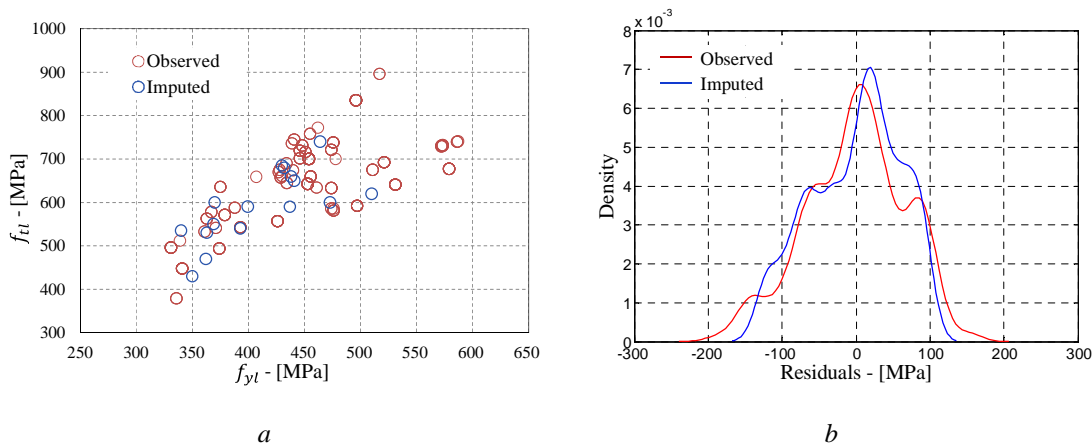 1000
900
800
700
600
500
400
300
250
300
350
400
450
500
550
600
650
f_tl - [MPa]
f_yl - [MPa]
Observed
Imputed
a
8 x 10^-3
7
6
5
4
3
2
1
0
-300
-200
-100
0
100
200
300
Density
Residuals - [MPa]
Observed
Imputed
b